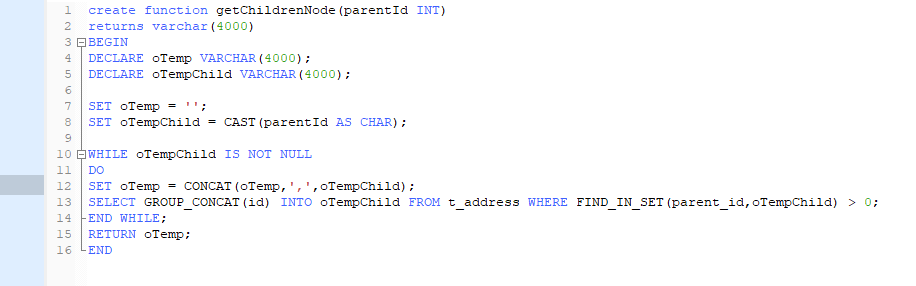 1 create function getChildrenNode(parentId INT)
2 returns varchar(4000)
3 BEGIN
4 DECLARE oTemp VARCHAR(4000);
5 DECLARE oTempChild VARCHAR(4000);
6
7 SET oTemp = '';
8 SET oTempChild = CAST(parentId AS CHAR);
9
10 WHILE oTempChild IS NOT NULL
11 DO
12 SET oTemp = CONCAT(oTemp,',',oTempChild);
13 SELECT GROUP_CONCAT(id) INTO oTempChild FROM t_address WHERE FIND_IN_SET(parent_id,oTempChild) > 0;
14 END WHILE;
15 RETURN oTemp;
16 END